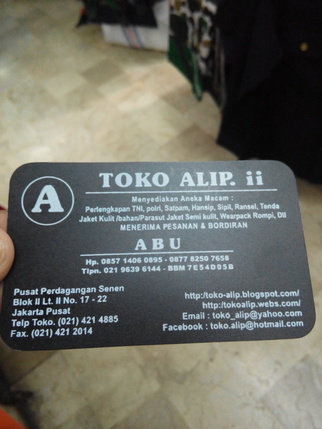 A
TOKO ALIP. ii
Menyediakan Aneka Macam :
Perlengkapan TNI, polri, Satpam, Hansip, Sipil, Ransel, Tenda
Jaket Kulit /bahan/Parasut Jaket Semi kulit, Wearpack Rompi, Dll
MENERIMA PESANAN & BORDIRAN
ABU
Hp. 0857 1406 0895 - 0877 8250 7658
Tlpn. 021 9639 6144 - BBM 7E54D05B
Pusat Perdagangan Senen
Blok II Lt. II No. 17 - 22
Jakarta Pusat
Telp Toko. (021) 421 4885
Fax. (021) 421 2014
http:/toko-alip.blogspot.com/
http:/tokoalip.webs.com/
Email : toko_alip@yahoo.com
Facebook : toko.alip@hotmail.com